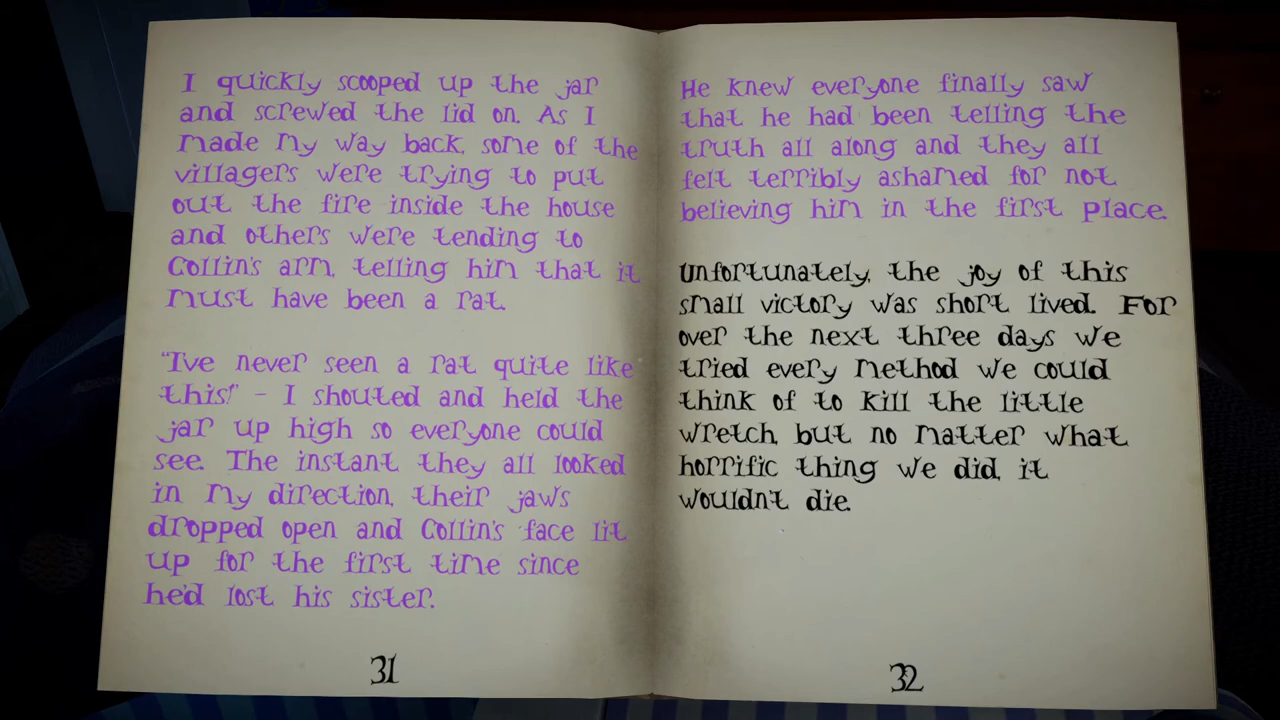 I quickly scooped up the jar
and screwed the lid on. As I
made my way back, some of the
villagers were trying to put
out the fire inside the house
and others were tending to
Collin's arm, telling him that it
must have been a rat.
"I've never seen a rat quite like
this!" - I shouted and held the
jar up high so everyone could
see. The instant they all looked
in my direction, their jaws
dropped open and Collin's face lit
up for the first time since
he'd lost his sister.
31
He knew everyone finally saw
that he had been telling the
truth all along and they all
felt terribly ashamed for not
believing him in the first place.
Unfortunately, the joy of this
small victory was short lived. For
over the next three days we
tried every method we could
think of to kill the little
wretch, but no matter what
horrific thing we did, it
wouldn't die.
32